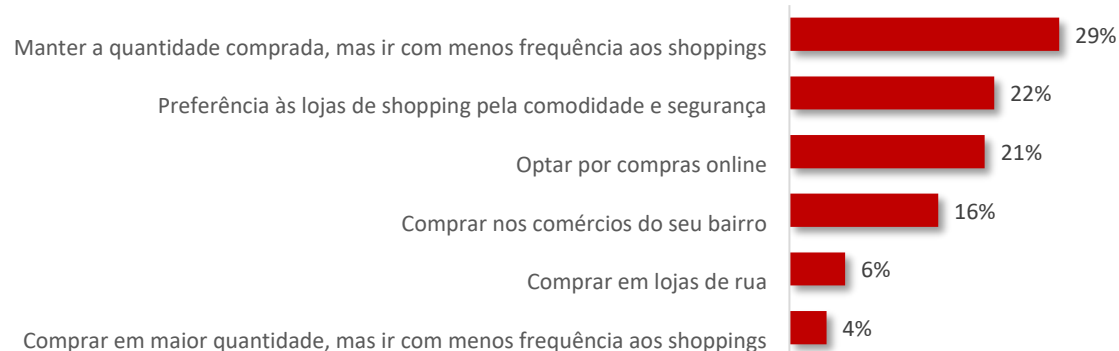 Manter a quantidade comprada, mas ir com menos frequência aos shoppings 29%
Preferência às lojas de shopping pela comodidade e segurança 22%
Optar por compras online 21%
Comprar nos comércios do seu bairro 16%
Comprar em lojas de rua 6%
Comprar em maior quantidade, mas ir com menos frequência aos shoppings 4%